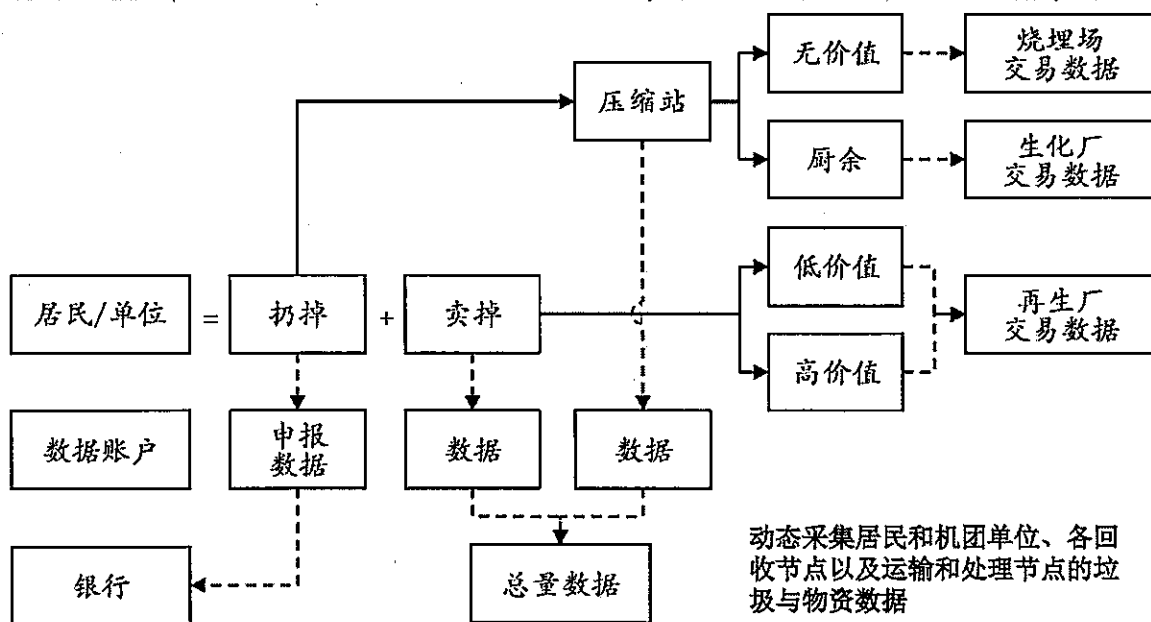 无价值
烧埋场
交易数据
压缩站
厨余
生化厂
交易数据
居民/单位 = 扔掉 + 卖掉
低价值
高价值
再生厂
交易数据
数据账户
申报
数据
数据
数据
银行
总量数据
动态采集居民和机团单位、各回
收节点以及运输和处理节点的垃
圾与物资数据